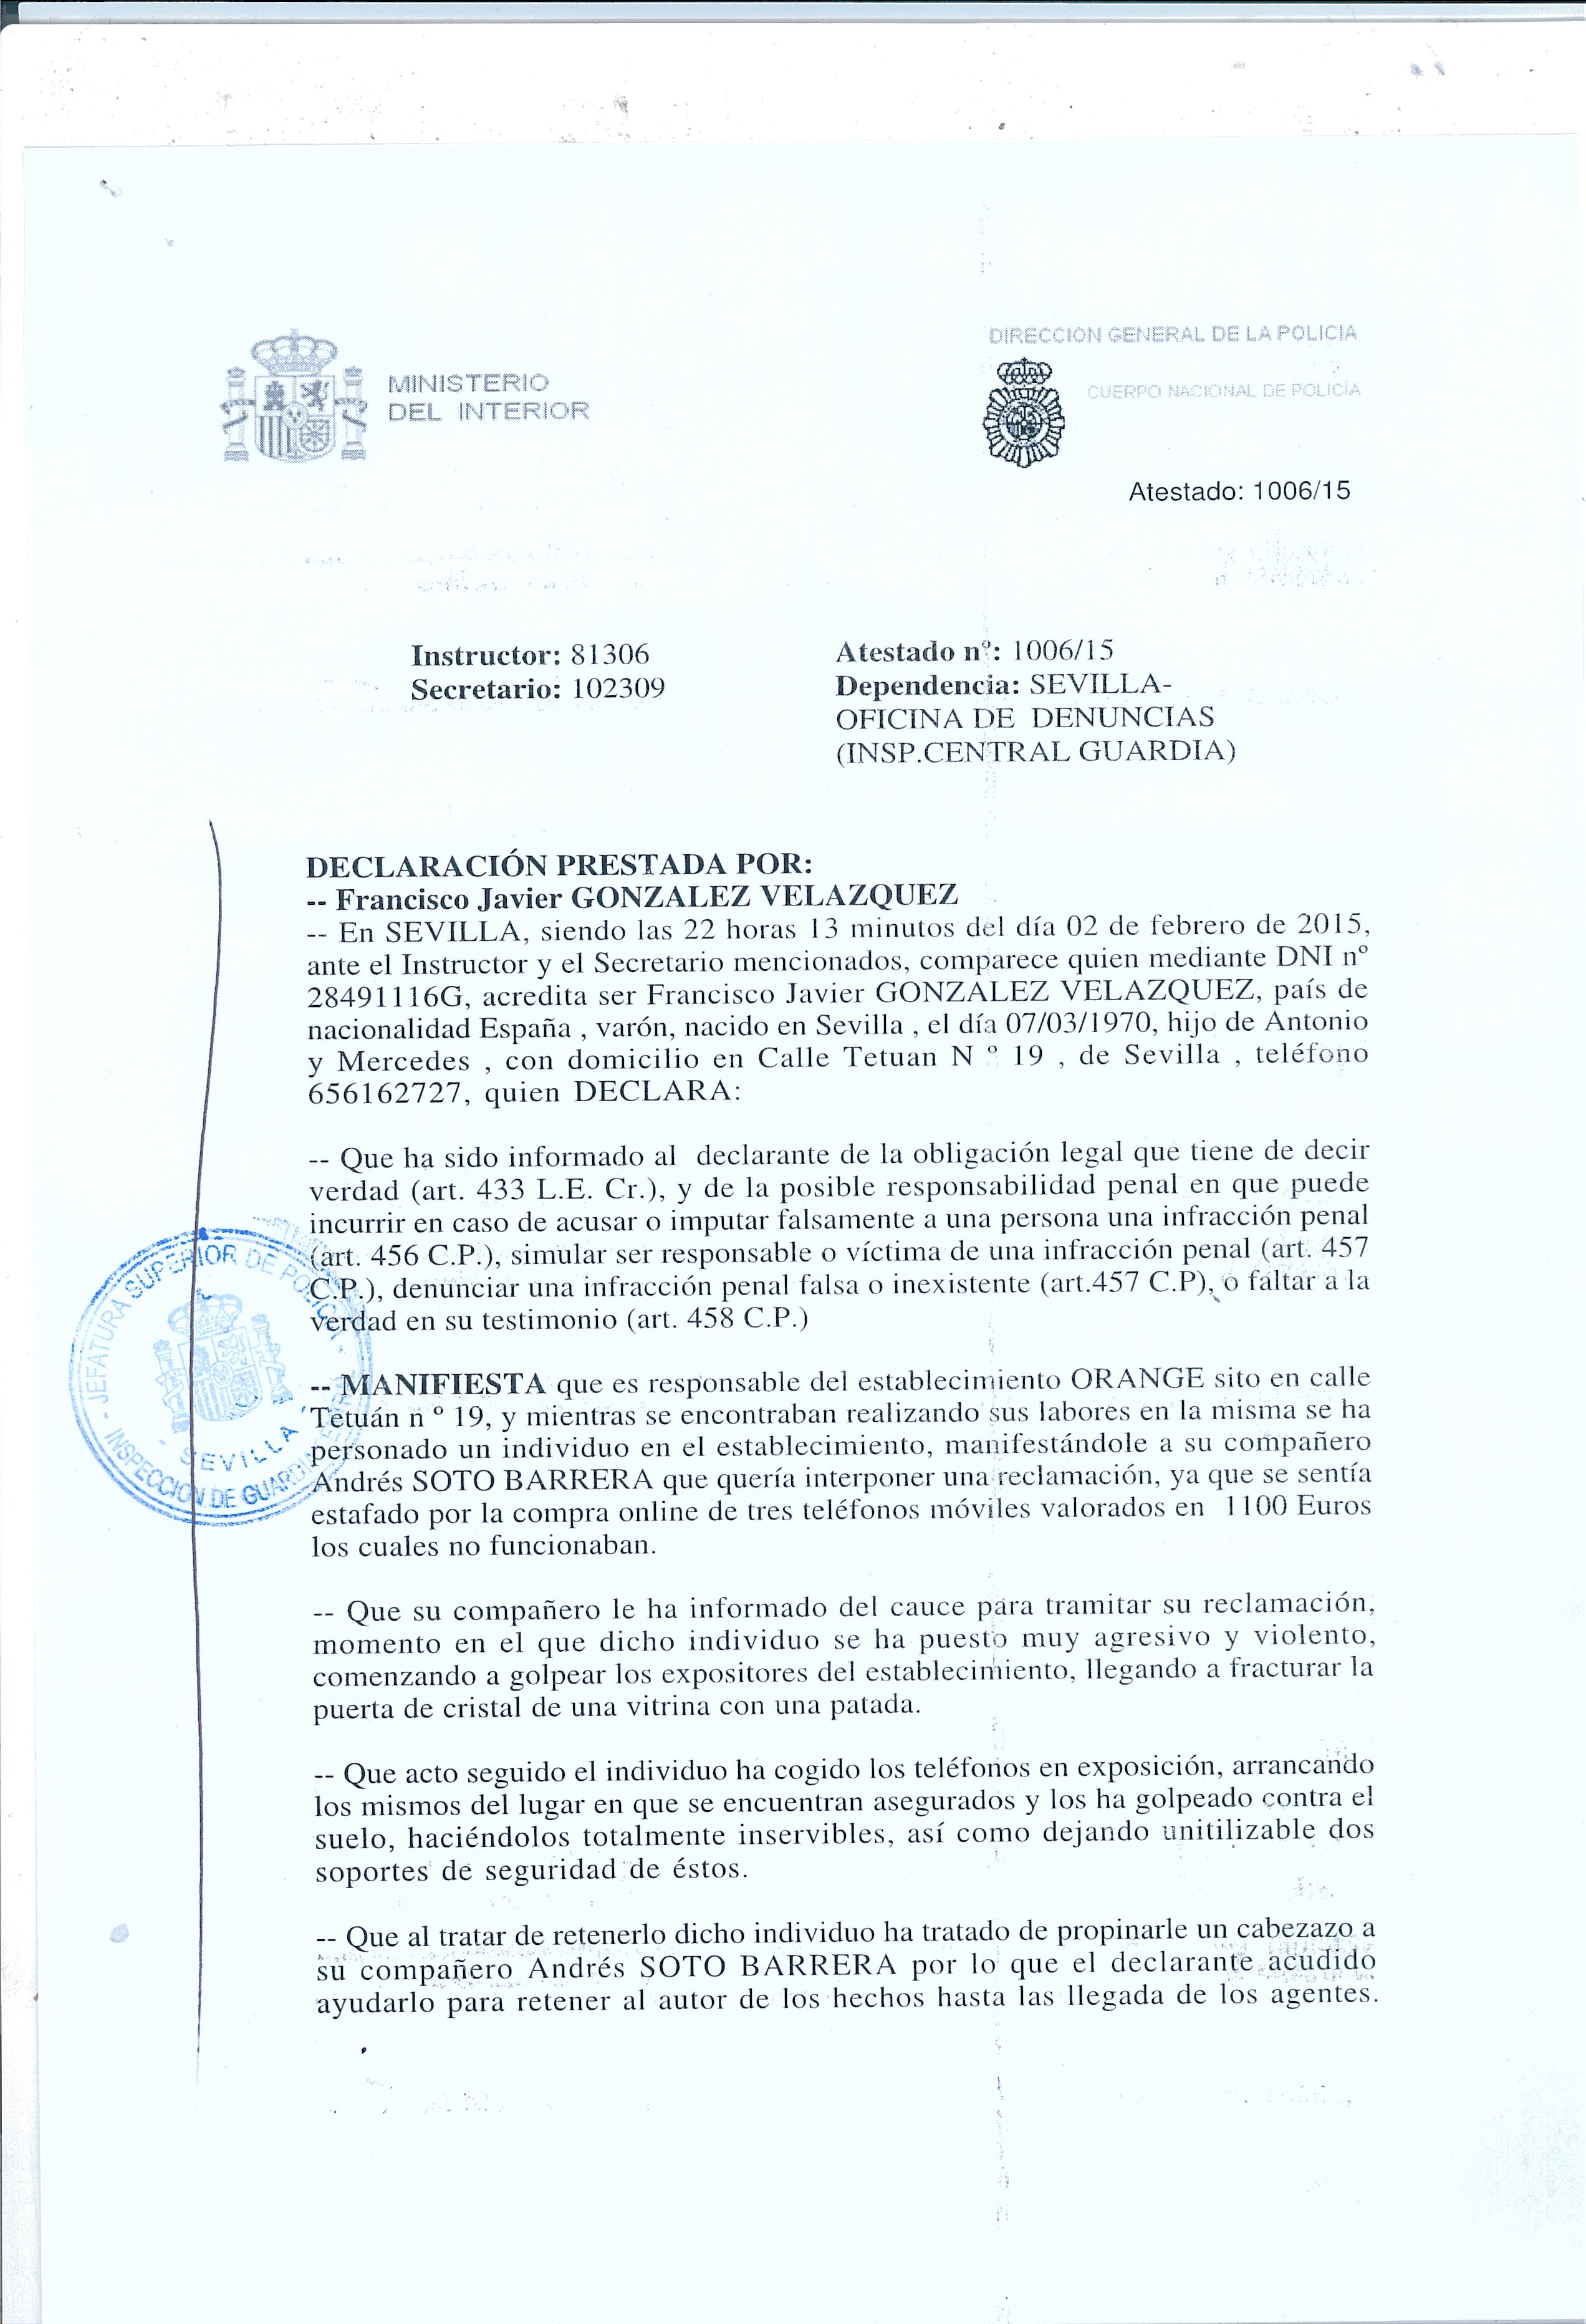 MINISTERIO
DEL INTERIOR
DIRECCION GENERAL DE LA POLICIA
CUERPO NACIONAL DE POLICÍA
Atestado: 1006/15
Instructor: 81306
Secretario: 102309
Atestado nº: 1006/15
Dependencia: SEVILLA-
OFICINA DE DENUNCIAS
(INSP.CENTRAL GUARDIA)
DECLARACIÓN PRESTADA POR:
-- Francisco Javier GONZALEZ VELAZQUEZ
-- En SEVILLA, siendo las 22 horas 13 minutos del día 02 de febrero de 2015,
ante el Instructor y el Secretario mencionados, comparece quien mediante DNI nº
28491116G, acredita ser Francisco Javier GONZALEZ VELAZQUEZ, país de
nacionalidad España , varón, nacido en Sevilla , el día 07/03/1970, hijo de Antonio
y Mercedes , con domicilio en Calle Tetuan N º 19 , de Sevilla , teléfono
656162727, quien DECLARA:
-- Que ha sido informado al declarante de la obligación legal que tiene de decir
verdad (art. 433 L.E. Cr.), y de la posible responsabilidad penal en que puede
incurrir en caso de acusar o imputar falsamente a una persona una infracción penal
(art. 456 C.P.), simular ser responsable o víctima de una infracción penal (art. 457
C.P.), denunciar una infracción penal falsa o inexistente (art.457 C.P), o faltar a la
verdad en su testimonio (art. 458 C.P.)
-- MANIFIESTA que es responsable del establecimiento ORANGE sito en calle
Tetuán n º 19, y mientras se encontraban realizando sus labores en la misma se ha
personado un individuo en el establecimiento, manifestándole a su compañero
Andrés SOTO BARRERA que quería interponer una reclamación, ya que se sentía
estafado por la compra online de tres teléfonos móviles valorados en 1100 Euros
los cuales no funcionaban.
-- Que su compañero le ha informado del cauce para tramitar su reclamación,
momento en el que dicho individuo se ha puesto muy agresivo y violento,
comenzando a golpear los expositores del establecimiento, llegando a fracturar la
puerta de cristal de una vitrina con una patada.
-- Que acto seguido el individuo ha cogido los teléfonos en exposición, arrancando
los mismos del lugar en que se encuentran asegurados y los ha golpeado contra el
suelo, haciéndolos totalmente inservibles, así como dejando unitilizable dos
soportes de seguridad de éstos.
-- Que al tratar de retenerlo dicho individuo ha tratado de propinarle un cabezazo a
su compañero Andrés SOTO BARRERA por lo que el declarante acudido
ayudarlo para retener al autor de los hechos hasta las llegada de los agentes.
- JEFATURA SUPERIOR DE POLICIA -
INSPECCION DE GUARDIA
- SEVILLA